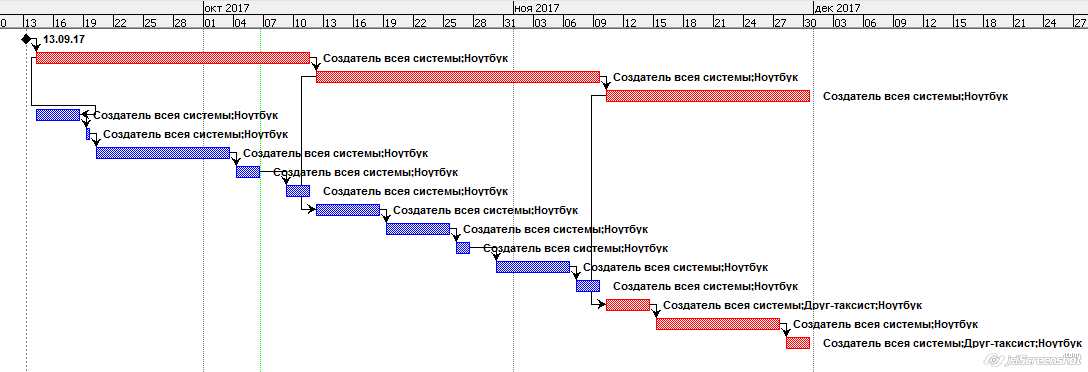 окт 2017 ноя 2017 дек 2017
0 13 16 19 22 25 28 01 04 07 10 13 16 19 22 25 28 31 03 06 09 12 15 18 21 24 27 30 03 06 09 12 15 18 21 24 27
13.09.17
Создатель всея системы;Ноутбук
Создатель всея системы;Ноутбук
Создатель всея системы;Ноутбук
Создатель всея системы;Ноутбук
Создатель всея системы;Ноутбук
Создатель всея системы;Ноутбук
Создатель всея системы;Ноутбук
Создатель всея системы;Ноутбук
Создатель всея системы;Ноутбук
Создатель всея системы;Ноутбук
Создатель всея системы;Ноутбук
Создатель всея системы;Ноутбук
Создатель всея системы;Ноутбук
Создатель всея системы;Друг-таксист;Ноутбук
Создатель всея системы;Ноутбук
Создатель всея системы;Друг-таксист;Ноутбук
jetScreenshot